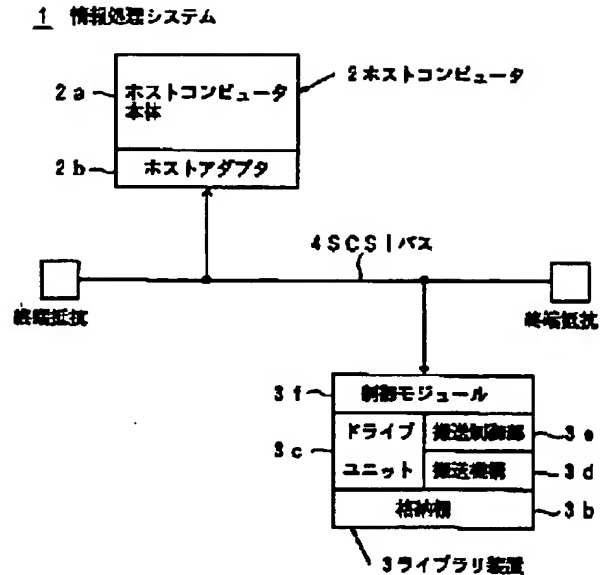 1 情報処理システム
2a
ホストコンピュータ
本体
2ホストコンピュータ
2b
ホストアダプタ
4SCSIバス
終端抵抗
終端抵抗
3f
制御モジュール
3c
ドライブ
ユニット
搬送制御部
3e
搬送機構
3d
格納棚
3b
3ライブラリ装置